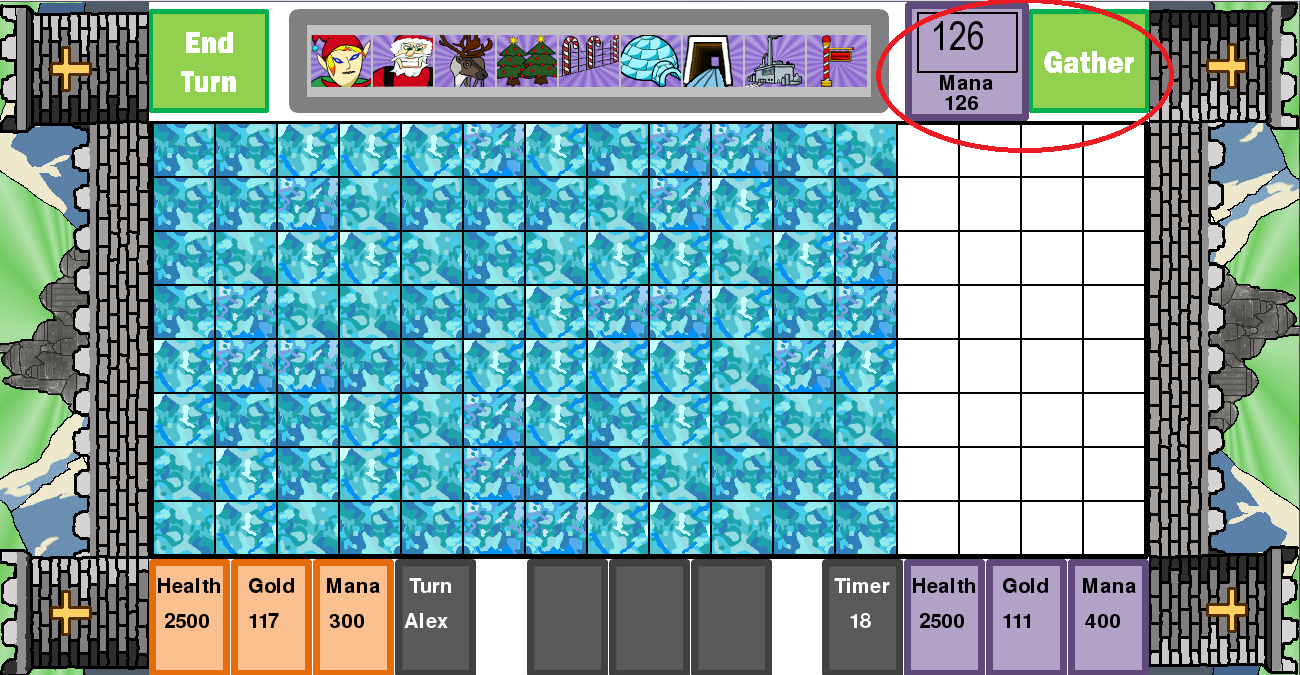 End
Turn
126
Mana
126
Gather
Health
2500
Gold
117
Mana
300
Turn
Alex
Timer
18
Health
2500
Gold
111
Mana
400